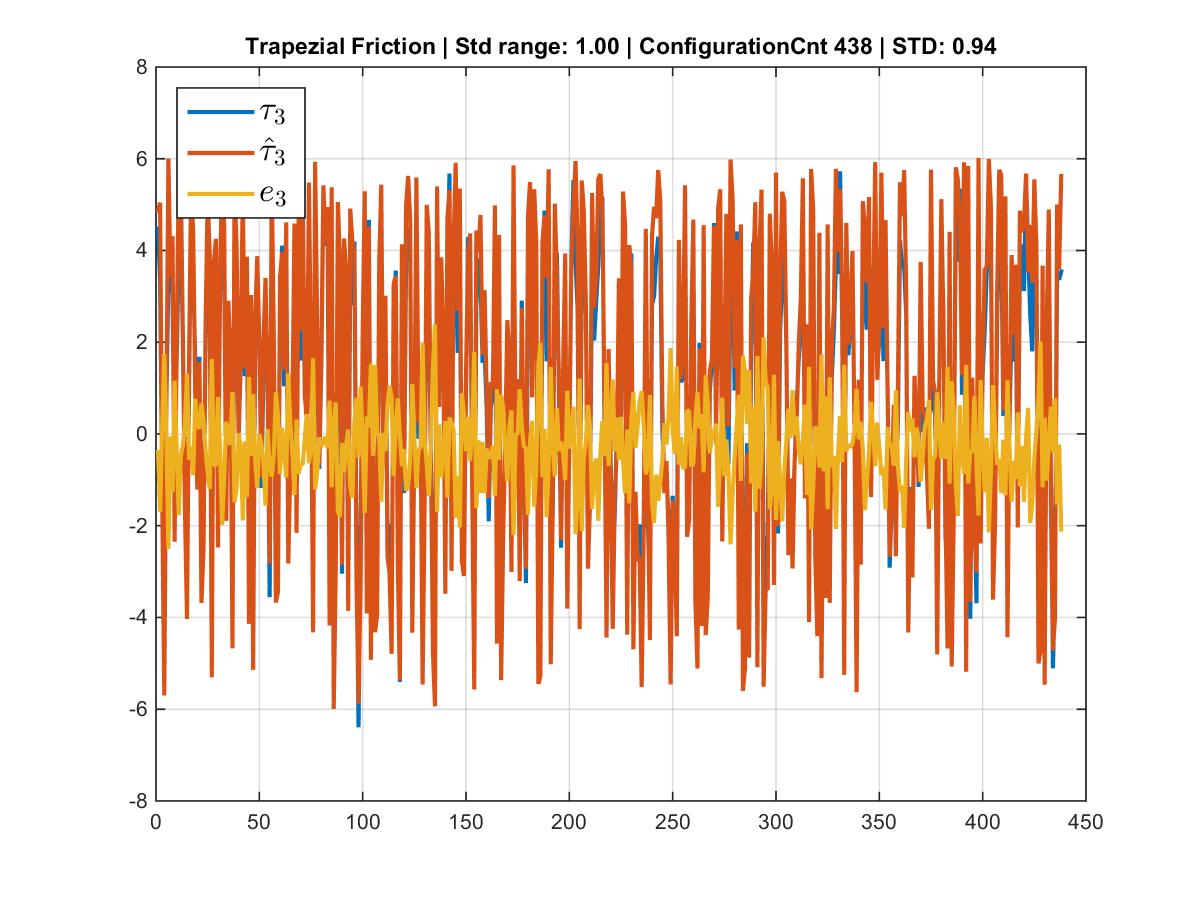 Trapezial Friction | Std range: 1.00 | ConfigurationCnt 438 | STD: 0.94
8
6
4
2
0
-2
-4
-6
-8
τ₃
τ̂₃
e₃
0 50 100 150 200 250 300 350 400 450